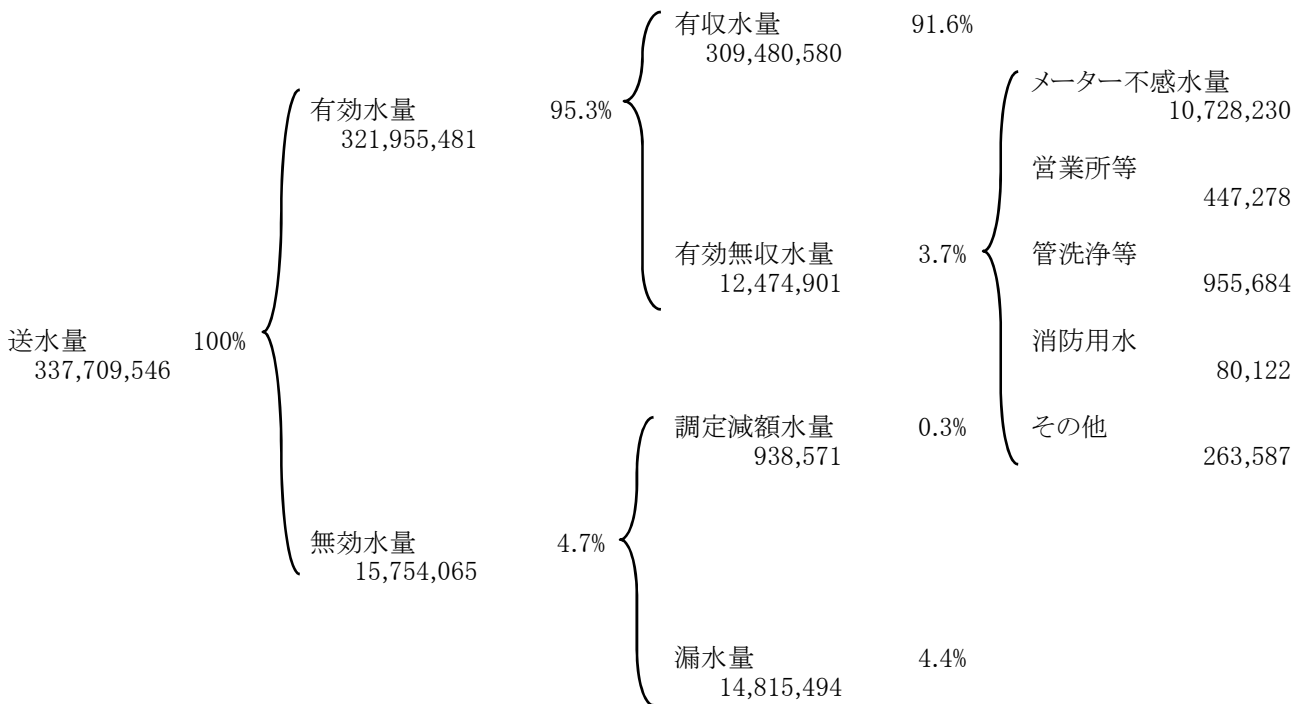 送水量 100%
337,709,546
有効水量 95.3%
321,955,481
無効水量 4.7%
15,754,065
有収水量 91.6%
309,480,580
有効無収水量 3.7%
12,474,901
調定減額水量 0.3%
938,571
漏水量 4.4%
14,815,494
メーター不感水量
10,728,230
営業所等
447,278
管洗浄等
955,684
消防用水
80,122
その他
263,587